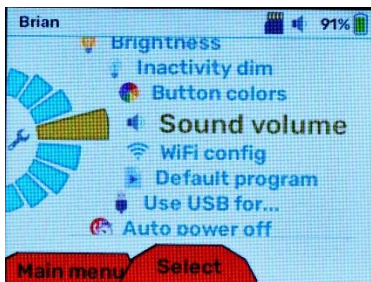 Brian 91%
Brightness
Inactivity dim
Button colors
Sound volume
WiFi config
Default program
Use USB for...
Auto power off
Main menu Select